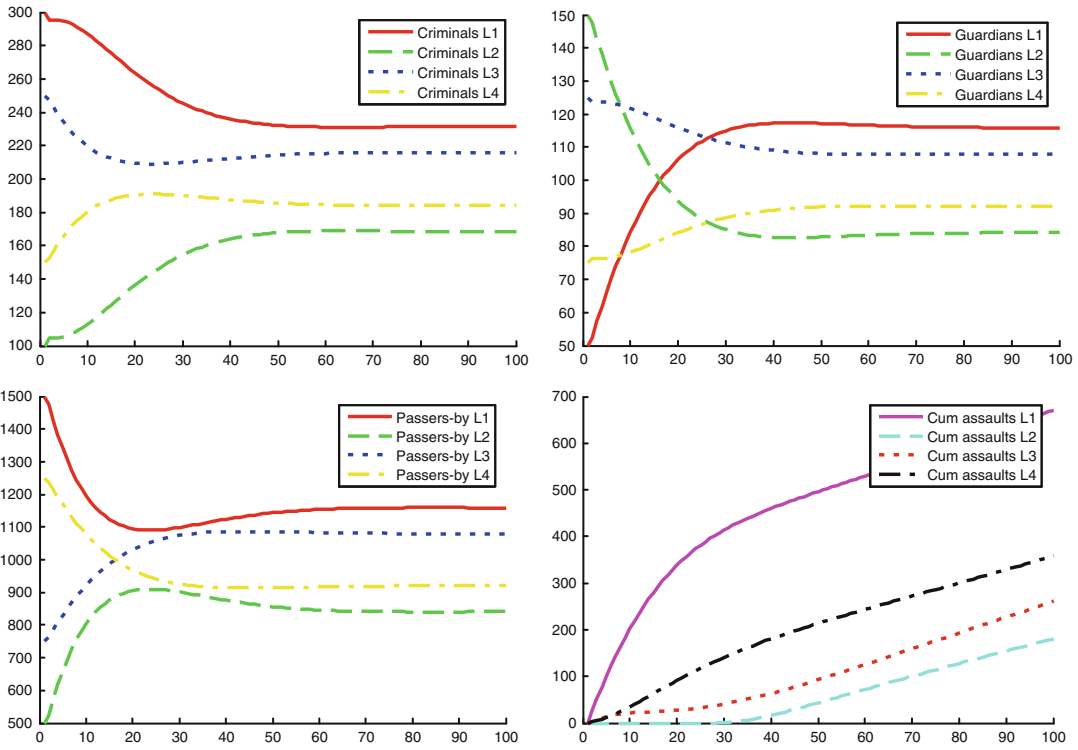 300
280
260
240
220
200
180
160
140
120
100
0 10 20 30 40 50 60 70 80 90 100
Criminals L1
Criminals L2
Criminals L3
Criminals L4
150
140
130
120
110
100
90
80
70
60
50
0 10 20 30 40 50 60 70 80 90 100
Guardians L1
Guardians L2
Guardians L3
Guardians L4
1500
1400
1300
1200
1100
1000
900
800
700
600
500
0 10 20 30 40 50 60 70 80 90 100
Passers-by L1
Passers-by L2
Passers-by L3
Passers-by L4
700
600
500
400
300
200
100
0
0 10 20 30 40 50 60 70 80 90 100
Cum assaults L1
Cum assaults L2
Cum assaults L3
Cum assaults L4